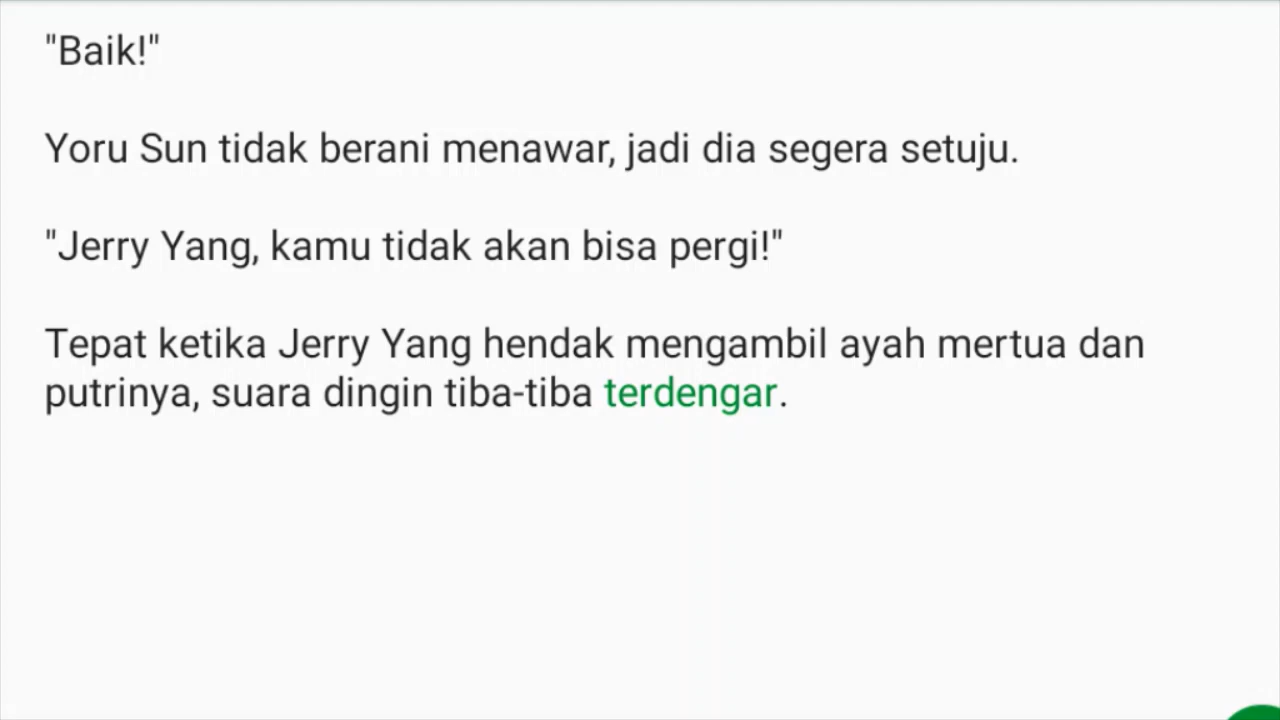 "Baik!"
Yoru Sun tidak berani menawar, jadi dia segera setuju.
"Jerry Yang, kamu tidak akan bisa pergi!"
Tepat ketika Jerry Yang hendak mengambil ayah mertua dan
putrinya, suara dingin tiba-tiba terdengar.